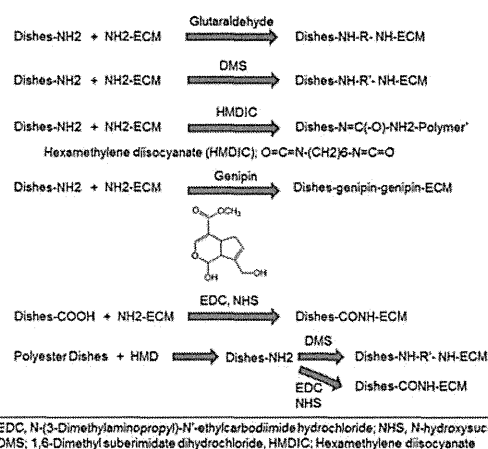 Glutaraldehyde
Dishes-NH2 + NH2-ECM Dishes-NH-R- NH-ECM
DMS
Dishes-NH2 + NH2-ECM Dishes-NH-R'- NH-ECM
HMDIC
Dishes-NH2 + NH2-ECM Dishes-N=C(-O)-NH2-Polymer'
Hexamethylene diisocyanate (HMDIC); O=C=N-(CH2)6-N=C=O
Genipin
Dishes-NH2 + NH2-ECM Dishes-genipin-genipin-ECM
O OCH3
O
OH OH
EDC, NHS
Dishes-COOH + NH2-ECM Dishes-CONH-ECM
DMS
Polyester Dishes + HMD Dishes-NH2 Dishes-NH-R'- NH-ECM
EDC
NHS Dishes-CONH-ECM
EDC, N-(3-Dimethylaminopropyl)-N'-ethylcarbodiimide hydrochloride; NHS, N-hydroxysuc
DMS; 1,6-Dimethyl suberimidate dihydrochloride, HMDIC; Hexamethylene diisocyanate